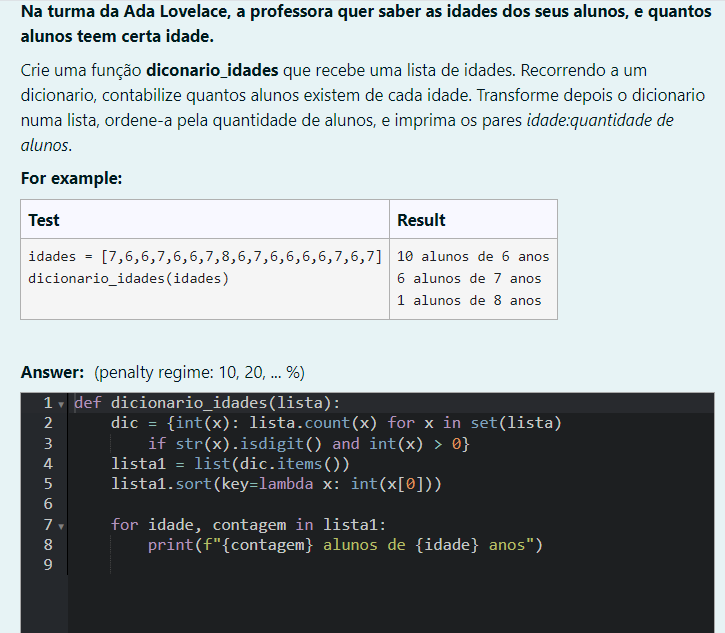 Na turma da Ada Lovelace, a professora quer saber as idades dos seus alunos, e quantos
alunos teem certa idade.
Crie uma função diconario_idades que recebe uma lista de idades. Recorrendo a um
dicionario, contabilize quantos alunos existem de cada idade. Transforme depois o dicionario
numa lista, ordene-a pela quantidade de alunos, e imprima os pares idade:quantidade de
alunos.
For example:
Test Result
idades = [7,6,6,7,6,6,7,8,6,7,6,6,6,6,7,6,7] 10 alunos de 6 anos
dicionario_idades(idades) 6 alunos de 7 anos
1 alunos de 8 anos
Answer: (penalty regime: 10, 20, ... %)
1 def dicionario_idades(lista):
2     dic = {int(x): lista.count(x) for x in set(lista)
3         if str(x).isdigit() and int(x) > 0}
4     lista1 = list(dic.items())
5     lista1.sort(key=lambda x: int(x[0]))
6
7     for idade, contagem in lista1:
8         print(f"{contagem} alunos de {idade} anos")
9